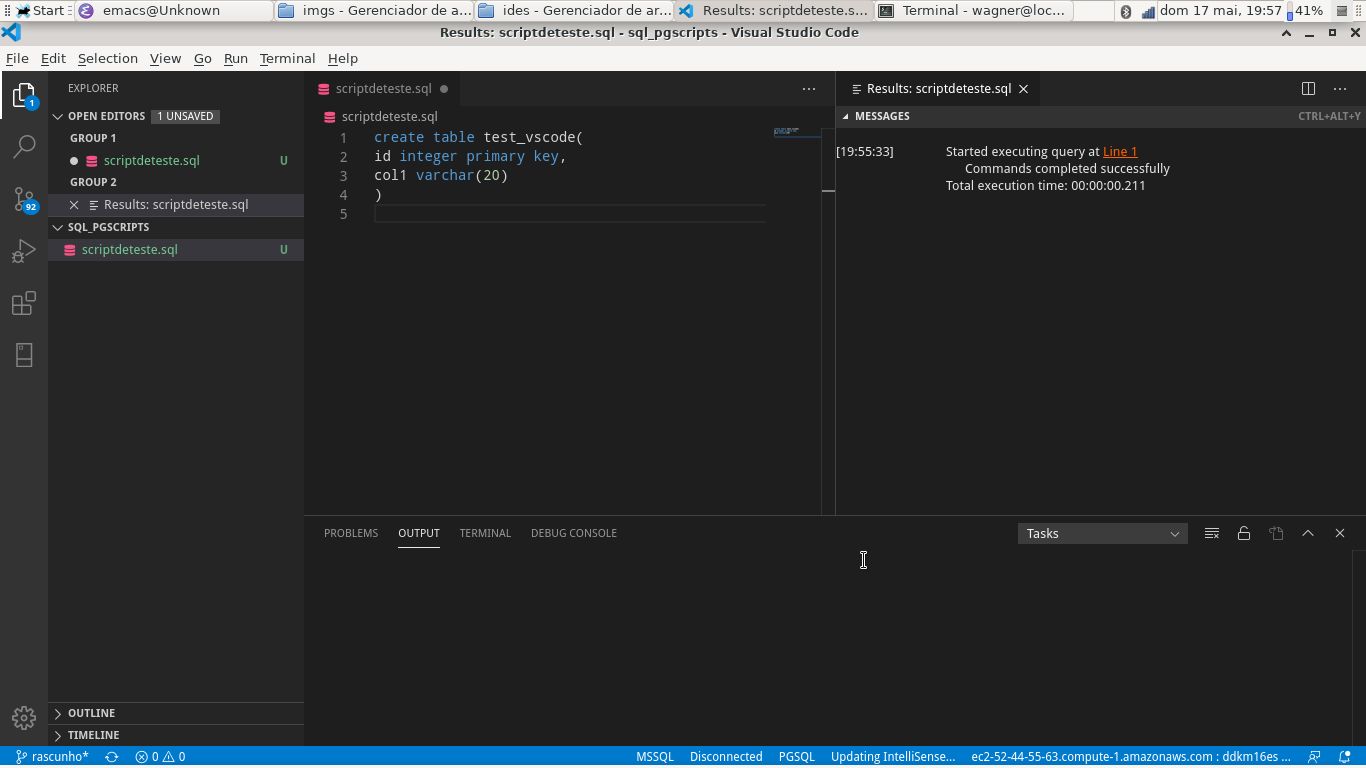 Start
emacs@Unknown
imgs - Gerenciador de a...
ides - Gerenciador de ar...
Results: scriptdeteste.s...
Terminal - wagner@loc...
dom 17 mai, 19:57
41%
Results: scriptdeteste.sql - sql_pgscripts - Visual Studio Code
File Edit Selection View Go Run Terminal Help
1
92
EXPLORER
OPEN EDITORS 1 UNSAVED
GROUP 1
scriptdeteste.sql U
GROUP 2
Results: scriptdeteste.sql
SQL_PGSCRIPTS
scriptdeteste.sql U
OUTLINE
TIMELINE
scriptdeteste.sql
scriptdeteste.sql
1 create table test_vscode(
2 id integer primary key,
3 col1 varchar(20)
4 )
5
Results: scriptdeteste.sql
MESSAGES CTRL+ALT+Y
[19:55:33] Started executing query at Line 1
Commands completed successfully
Total execution time: 00:00:00.211
PROBLEMS OUTPUT TERMINAL DEBUG CONSOLE
Tasks
rascunho* 0 0 MSSQL Disconnected PGSQL Updating IntelliSense... ec2-52-44-55-63.compute-1.amazonaws.com : ddkm16es ...